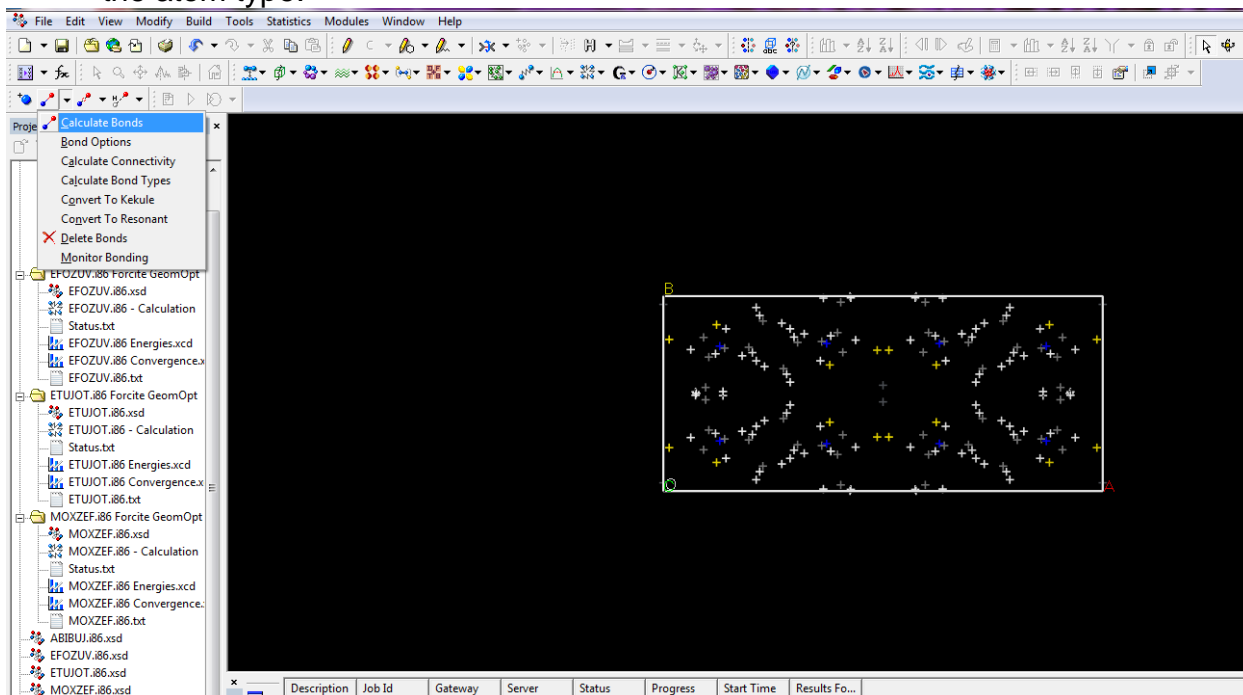 the atom type.
File Edit View Modify Build Tools Statistics Modules Window Help
Proje
Calculate Bonds
Bond Options
Calculate Connectivity
Calculate Bond Types
Convert To Kekule
Convert To Resonant
Delete Bonds
Monitor Bonding
EFOZUV.i86 Forcite GeomOpt
EFOZUV.i86.xsd
EFOZUV.i86 - Calculation
Status.txt
EFOZUV.i86 Energies.xcd
EFOZUV.i86 Convergence.x
EFOZUV.i86.txt
ETUJOT.i86 Forcite GeomOpt
ETUJOT.i86.xsd
ETUJOT.i86 - Calculation
Status.txt
ETUJOT.i86 Energies.xcd
ETUJOT.i86 Convergence.x
ETUJOT.i86.txt
MOXZEF.i86 Forcite GeomOpt
MOXZEF.i86.xsd
MOXZEF.i86 - Calculation
Status.txt
MOXZEF.i86 Energies.xcd
MOXZEF.i86 Convergence.
MOXZEF.i86.txt
ABIBUJ.i86.xsd
EFOZUV.i86.xsd
ETUJOT.i86.xsd
MOXZEF.i86.xsd
B
O
A
Description Job Id Gateway Server Status Progress Start Time Results Fo...